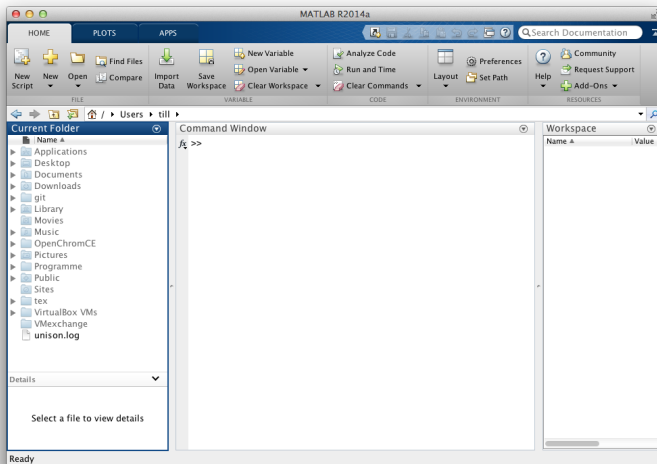 MATLAB R2014a
HOME PLOTS APPS
Search Documentation
New Script
New
Open
Find Files
Compare
Import Data
Save Workspace
New Variable
Open Variable
Clear Workspace
Analyze Code
Run and Time
Clear Commands
Layout
Preferences
Set Path
Help
Community
Request Support
Add-Ons
FILE VARIABLE CODE ENVIRONMENT RESOURCES
/ Users till
Current Folder
Name
Applications
Desktop
Documents
Downloads
git
Library
Movies
Music
OpenChromCE
Pictures
Programme
Public
Sites
tex
VirtualBox VMs
VMexchange
unison.log
Details
Select a file to view details
Command Window
fx >>
Workspace
Name Value
Ready